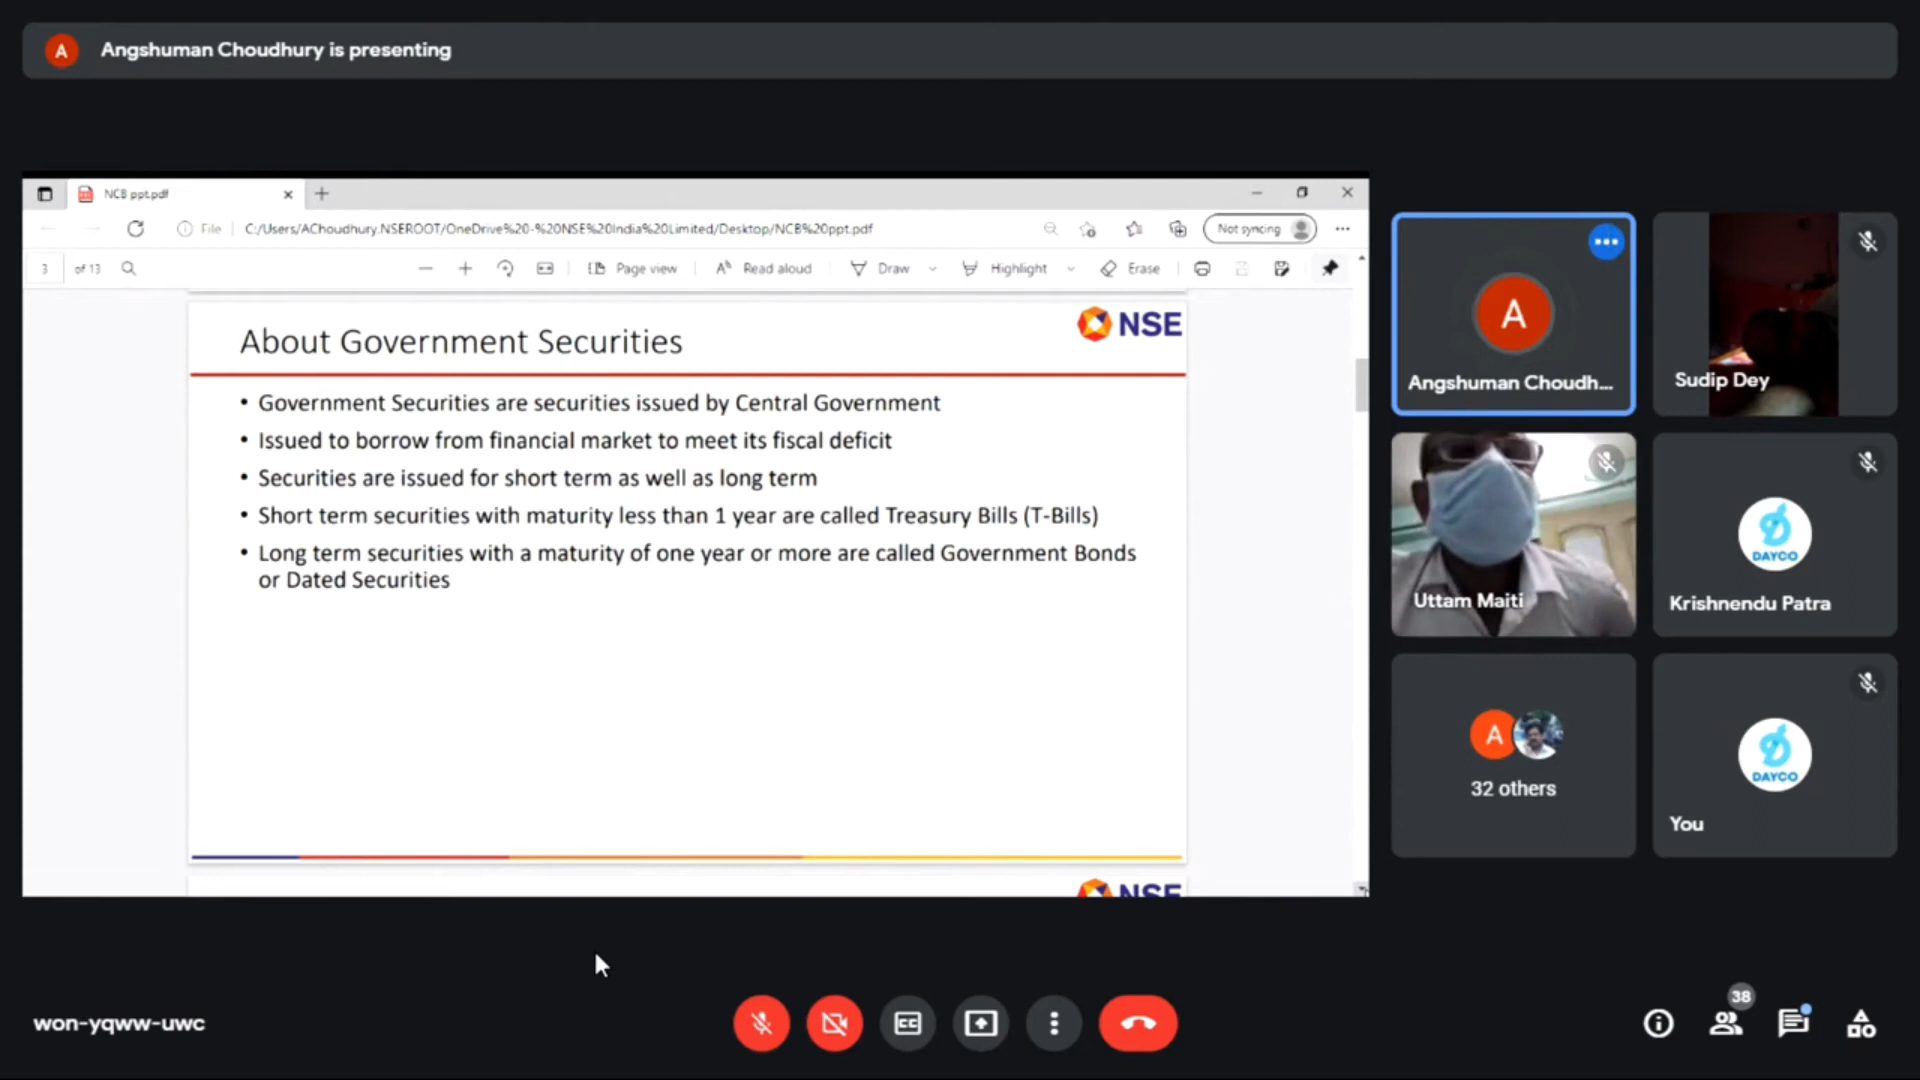 A Angshuman Choudhury is presenting
NCB ppt.pdf
File C:/Users/AChoudhury.NSEROOT/OneDrive%20-%20NSE%20India%20Limited/Desktop/NCB%20ppt.pdf Not syncing
3 of 13 Page view Read aloud Draw Highlight Erase
NSE
About Government Securities
• Government Securities are securities issued by Central Government
• Issued to borrow from financial market to meet its fiscal deficit
• Securities are issued for short term as well as long term
• Short term securities with maturity less than 1 year are called Treasury Bills (T-Bills)
• Long term securities with a maturity of one year or more are called Government Bonds
or Dated Securities
NSE
A
Angshuman Choudh...
Sudip Dey
Uttam Maiti
DAYCO
Krishnendu Patra
A
32 others
DAYCO
You
won-yqww-uwc
CC
38